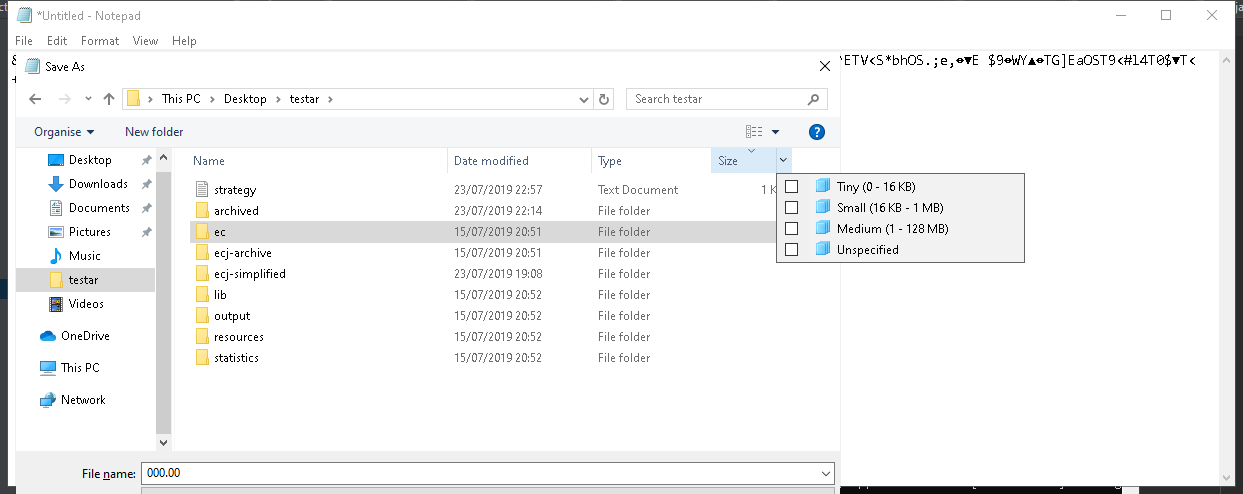 *Untitled - Notepad
File Edit Format View Help
ETV<S*bhOS.;e,⬘▼E $9⬘WY▲⬘TG]EaOST9<#l4T0$▼T<
Save As
This PC > Desktop > testar >
Search testar
Organise New folder
Name Date modified Type Size
Desktop
Downloads
Documents
Pictures
Music
testar
Videos
OneDrive
This PC
Network
strategy 23/07/2019 22:57 Text Document 1 K
archived 23/07/2019 22:14 File folder
ec 15/07/2019 20:51 File folder
ecj-archive 15/07/2019 20:51 File folder
ecj-simplified 23/07/2019 19:08 File folder
lib 15/07/2019 20:52 File folder
output 15/07/2019 20:52 File folder
resources 15/07/2019 20:52 File folder
statistics 15/07/2019 20:52 File folder
Tiny (0 - 16 KB)
Small (16 KB - 1 MB)
Medium (1 - 128 MB)
Unspecified
File name: 000.00